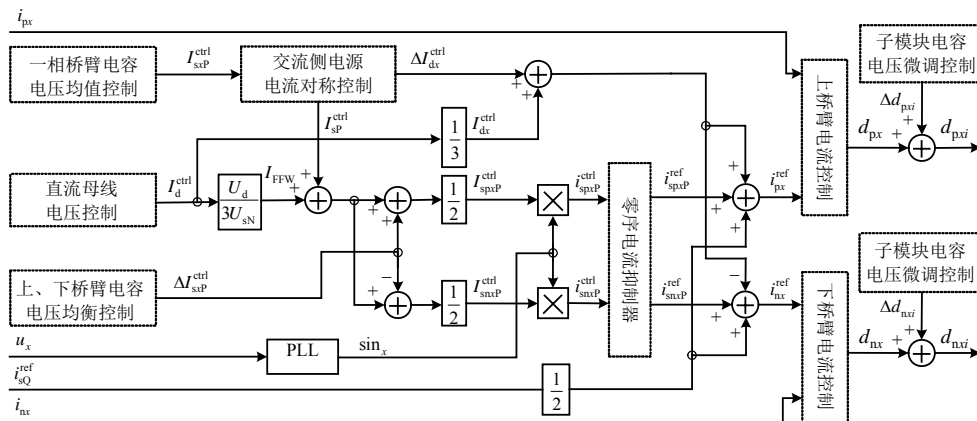 i_px
一相桥臂电容
电压均值控制
I_sxP^ctrl
交流侧电源
电流对称控制
ΔI_dx^ctrl
+
+
I_sP^ctrl
1/3
I_dx^ctrl
直流母线
电压控制
I_d^ctrl
U_d/3U_sN
I_FFW
+
+
+
+
1/2
I_spxP^ctrl
×
i_spxP^ctrl
零序电流抑制器
i_spxP^ref
+
+
+
i_px^ref
上桥臂电流控制
d_px
子模块电容
电压微调控制
Δd_pxi
+
+
d_pxi
上、下桥臂电容
电压均衡控制
ΔI_sxP^ctrl
−
+
1/2
I_snxP^ctrl
×
i_snxP^ctrl
i_snxP^ref
−
+
+
i_nx^ref
下桥臂电流控制
d_nx
子模块电容
电压微调控制
Δd_nxi
+
+
d_nxi
u_x
PLL
sin_x
i_sQ^ref
1/2
i_nx